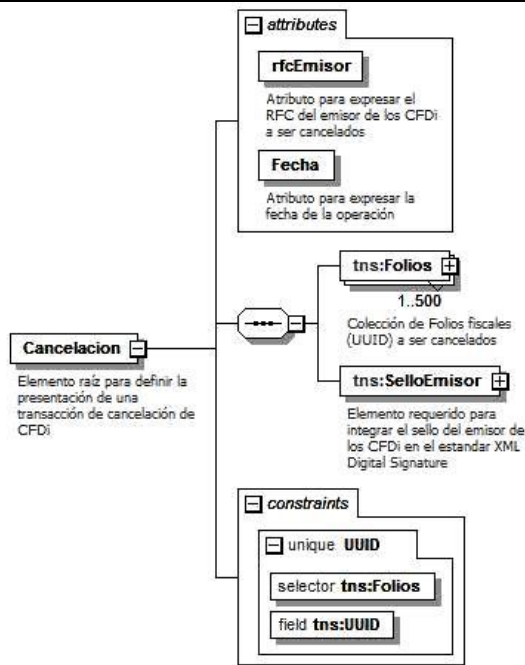 attributes
rfcEmisor
Atributo para expresar el
RFC del emisor de los CFDi
a ser cancelados
Fecha
Atributo para expresar la
fecha de la operación
tns:Folios
1..500
Colección de Folios fiscales
(UUID) a ser cancelados
Cancelacion
Elemento raíz para definir la
presentación de una
transacción de cancelación de
CFDi
tns:SelloEmisor
Elemento requerido para
integrar el sello del emisor de
los CFDi en el estandar XML
Digital Signature
constraints
unique UUID
selector tns:Folios
field tns:UUID